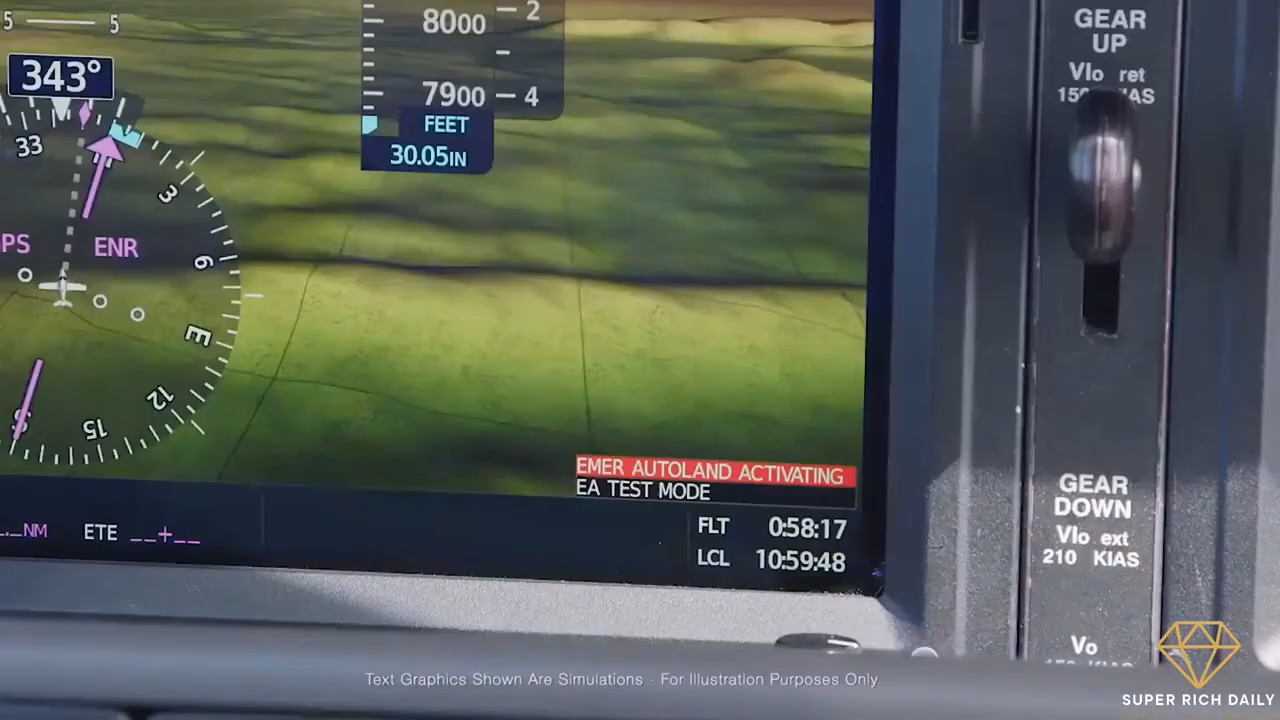 5 5
343°
33
3
6
E
12
15
PS ENR
8000
2
7900
4
FEET
30.05IN
EMER AUTOLAND ACTIVATING
EA TEST MODE
NM ETE __+__
FLT 0:58:17
LCL 10:59:48
GEAR
UP
Vlo ret
GEAR
DOWN
Vlo ext
210 KIAS
Vo
Text Graphics Shown Are Simulations - For Illustration Purposes Only
SUPER RICH DAILY